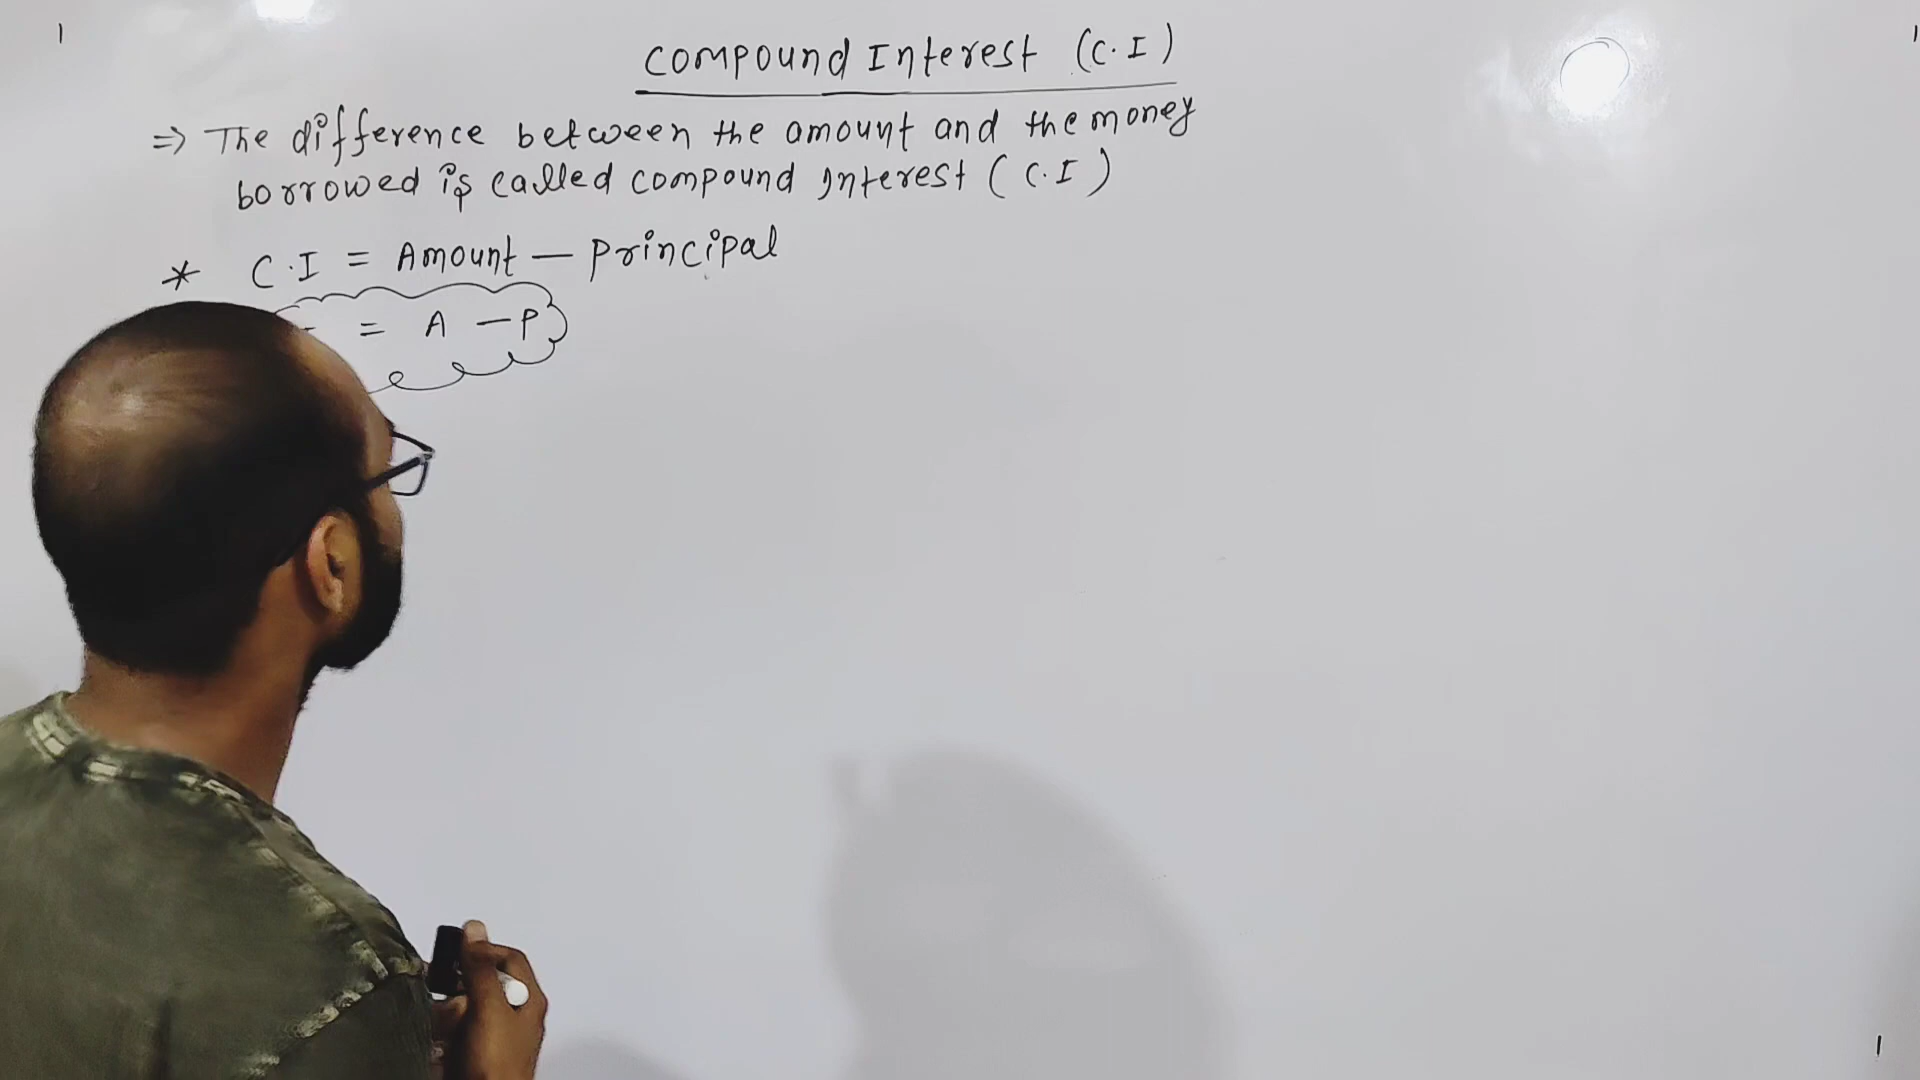 Compound Interest (C.I)
=> The difference between the amount and the money
borrowed is called compound interest (C.I)
* C.I = Amount — Principal
= A — P